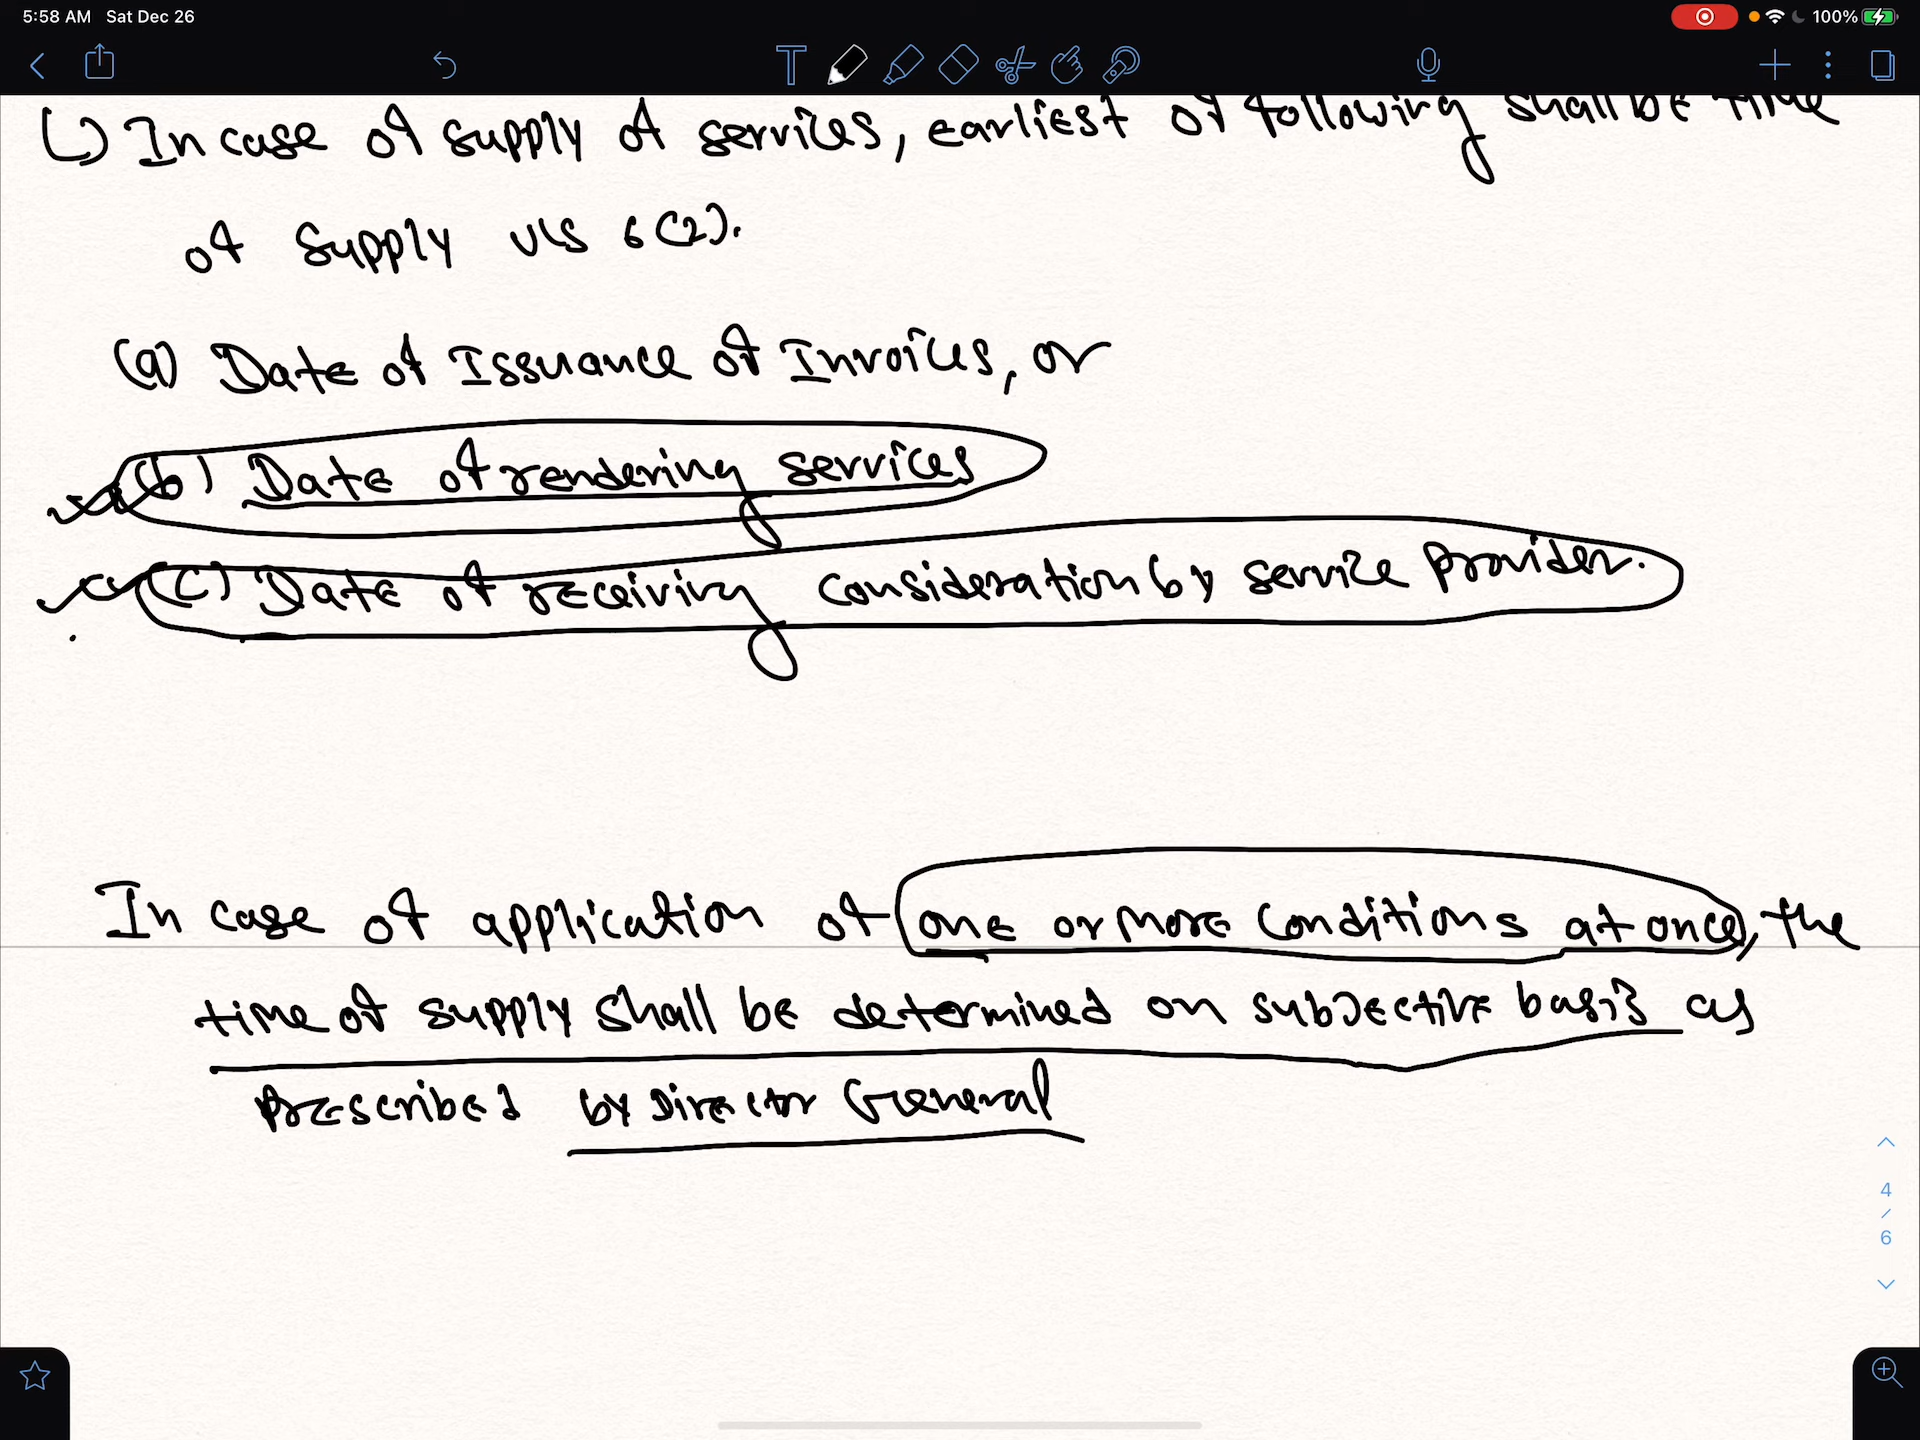 5:58 AM Sat Dec 26
100%
In case of supply of services, earliest of following shall be time
of supply u/s 6(2).
(a) Date of Issuance of Invoices, or
(b) Date of rendering services
(c) Date of receiving consideration by service provider.
In case of application of one or more conditions at once, the
time of supply shall be determined on subjective basis as
Prescribed by Director General
4
/
6